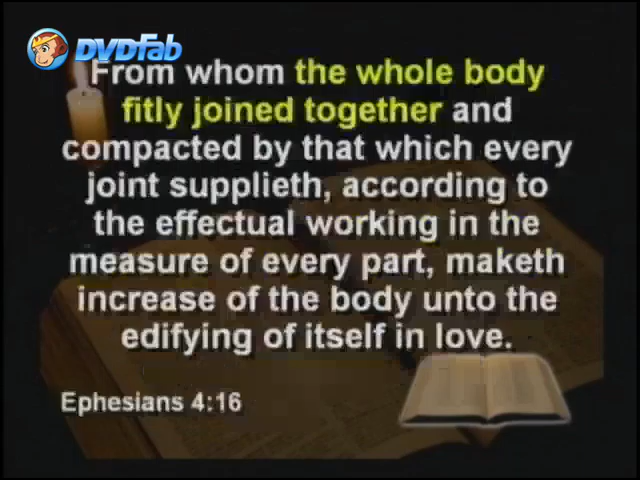 DVDFab
From whom the whole body
fitly joined together and
compacted by that which every
joint supplieth, according to
the effectual working in the
measure of every part, maketh
increase of the body unto the
edifying of itself in love.
Ephesians 4:16